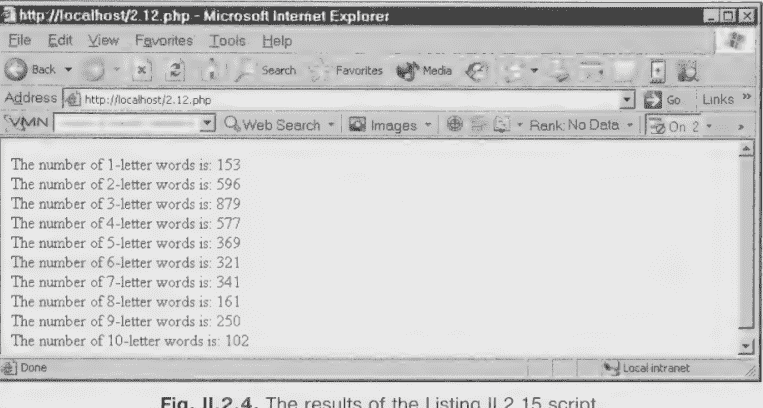 http://localhost/2.12.php - Microsoft Internet Explorer
File Edit View Favorites Tools Help
Back Search Favorites Media
Address http://localhost/2.12.php Go Links »
VMN Web Search Images Rank: No Data On 2 »
The number of 1-letter words is: 153
The number of 2-letter words is: 596
The number of 3-letter words is: 879
The number of 4-letter words is: 577
The number of 5-letter words is: 369
The number of 6-letter words is: 321
The number of 7-letter words is: 341
The number of 8-letter words is: 161
The number of 9-letter words is: 250
The number of 10-letter words is: 102
Done Local intranet
Fig. II.2.4. The results of the Listing II.2.15 script